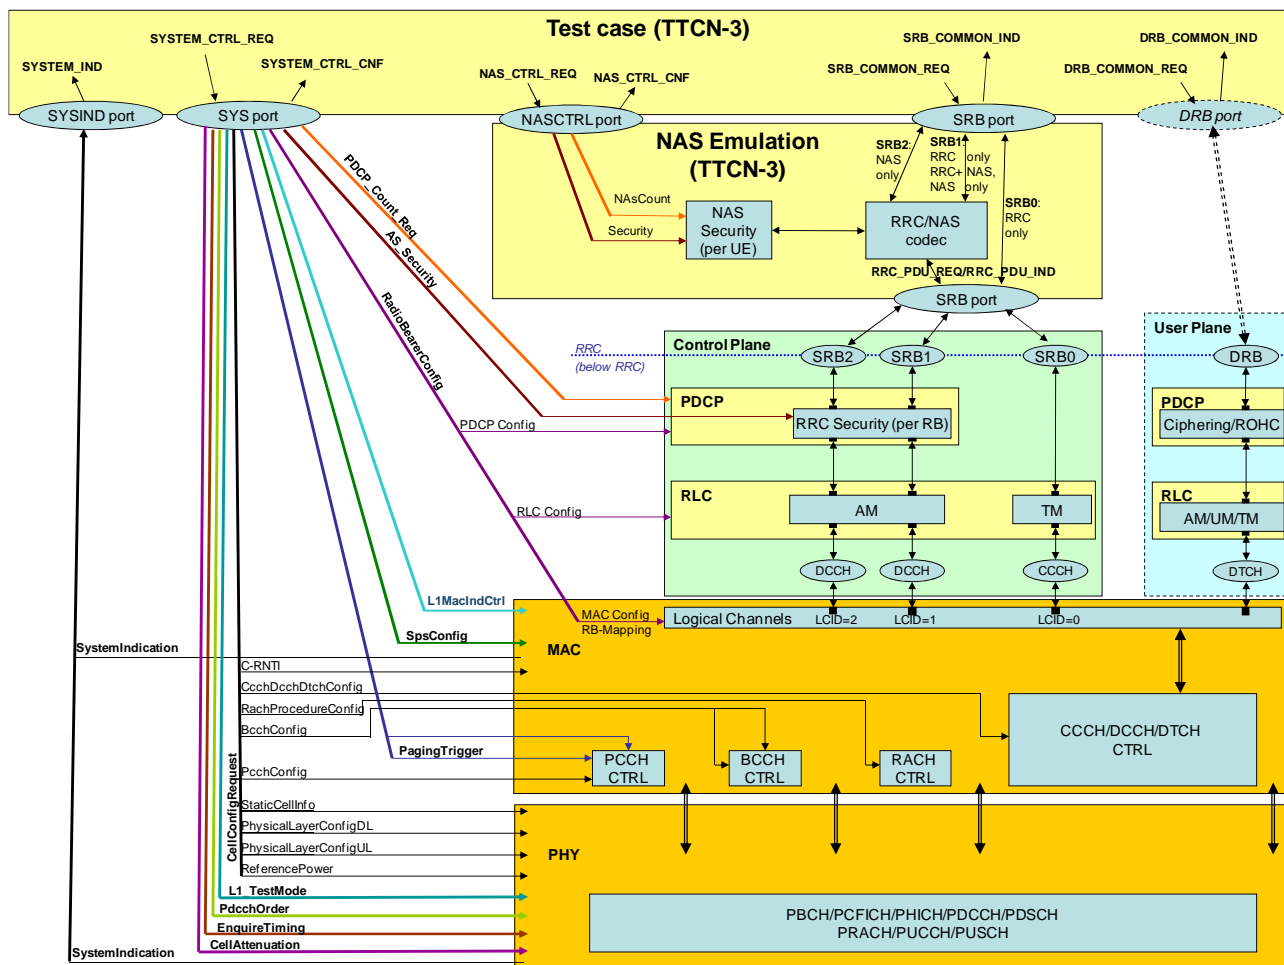 Test case (TTCN-3)
SYSTEM_CTRL_REQ
SYSTEM_IND
SYSTEM_CTRL_CNF
NAS_CTRL_REQ
NAS_CTRL_CNF
SRB_COMMON_IND
SRB_COMMON_REQ
DRB_COMMON_IND
DRB_COMMON_REQ
SYSIND port
SYS port
NASCTRL port
SRB port
DRB port
NAS Emulation
(TTCN-3)
SRB2:
NAS
only
SRB1:
RRC only
RRC+ NAS,
NAS only
SRB0:
RRC
only
NAsCount
Security
NAS
Security
(per UE)
RRC/NAS
codec
RRC_PDU_REQ/RRC_PDU_IND
SRB port
PDCP_Count_Req
AS_Security
RadioBearerConfig
RRC
(below RRC)
Control Plane
User Plane
SRB2
SRB1
SRB0
DRB
PDCP
RRC Security (per RB)
PDCP
Ciphering/ROHC
PDCP Config
RLC
AM
TM
RLC
AM/UM/TM
RLC Config
DCCH
DCCH
CCCH
DTCH
L1MacIndCtrl
MAC Config
RB-Mapping
Logical Channels
LCID=2
LCID=1
LCID=0
SpsConfig
MAC
SystemIndication
C-RNTI
CcchDcchDtchConfig
RachProcedureConfig
BcchConfig
PagingTrigger
PcchConfig
PCCH
CTRL
BCCH
CTRL
RACH
CTRL
CCCH/DCCH/DTCH
CTRL
CellConfigRequest
StaticCellInfo
PhysicalLayerConfigDL
PhysicalLayerConfigUL
ReferencePower
PHY
L1_TestMode
PdcchOrder
EnquireTiming
CellAttenuation
SystemIndication
PBCH/PCFICH/PHICH/PDCCH/PDSCH
PRACH/PUCCH/PUSCH